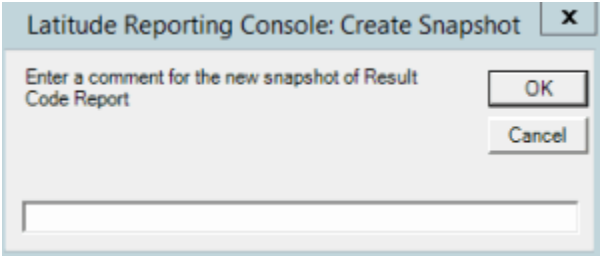 Latitude Reporting Console: Create Snapshot
x
Enter a comment for the new snapshot of Result
Code Report
OK
Cancel